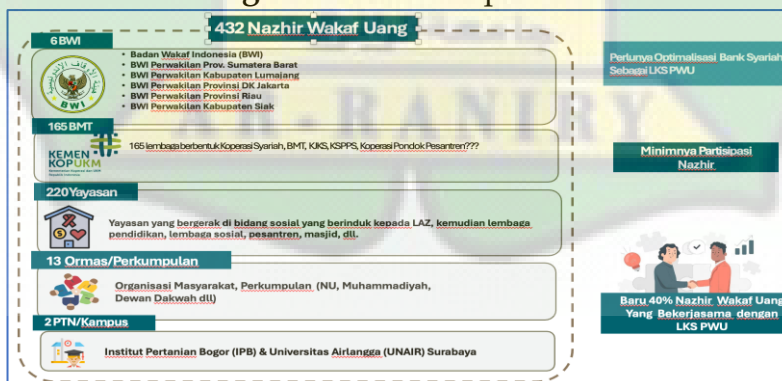 432 Nazhir Wakaf Uang
6 BWI
• Badan Wakaf Indonesia (BWI)
• BWI Perwakilan Prov. Sumatera Barat
• BWI Perwakilan Kabupaten Lumajang
• BWI Perwakilan Provinsi DK Jakarta
• BWI Perwakilan Provinsi Riau
• BWI Perwakilan Kabupaten Siak
BWI
165 BMT
KEMEN
KOPUKM
165 lembaga berbentuk Koperasi Syariah, BMT, KJKS, KSPPS, Koperasi Pondok Pesantren???
220 Yayasan
Yayasan yang bergerak di bidang sosial yang berinduk kepada LAZ, kemudian lembaga
pendidikan, lembaga sosial, pesantren, masjid, dll.
13 Ormas/Perkumpulan
Organisasi Masyarakat, Perkumpulan (NU, Muhammadiyah,
Dewan Dakwah dll)
2 PTN/Kampus
Institut Pertanian Bogor (IPB) & Universitas Airlangga (UNAIR) Surabaya
Perlunya Optimalisasi Bank Syariah
Sebagai LKS PWU
Minimnya Partisipasi
Nazhir
Baru 40% Nazhir Wakaf Uang
Yang Bekerjasama dengan
LKS PWU
AR-RANIRY